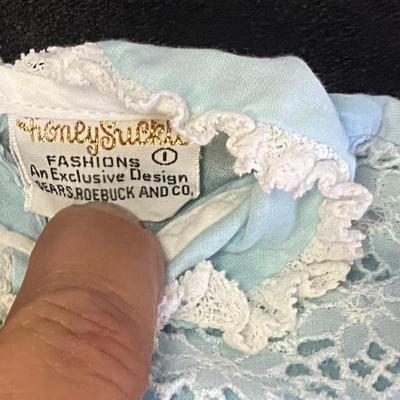 HoneySuckle
FASHIONS 1
An Exclusive Design
SEARS, ROEBUCK AND CO.